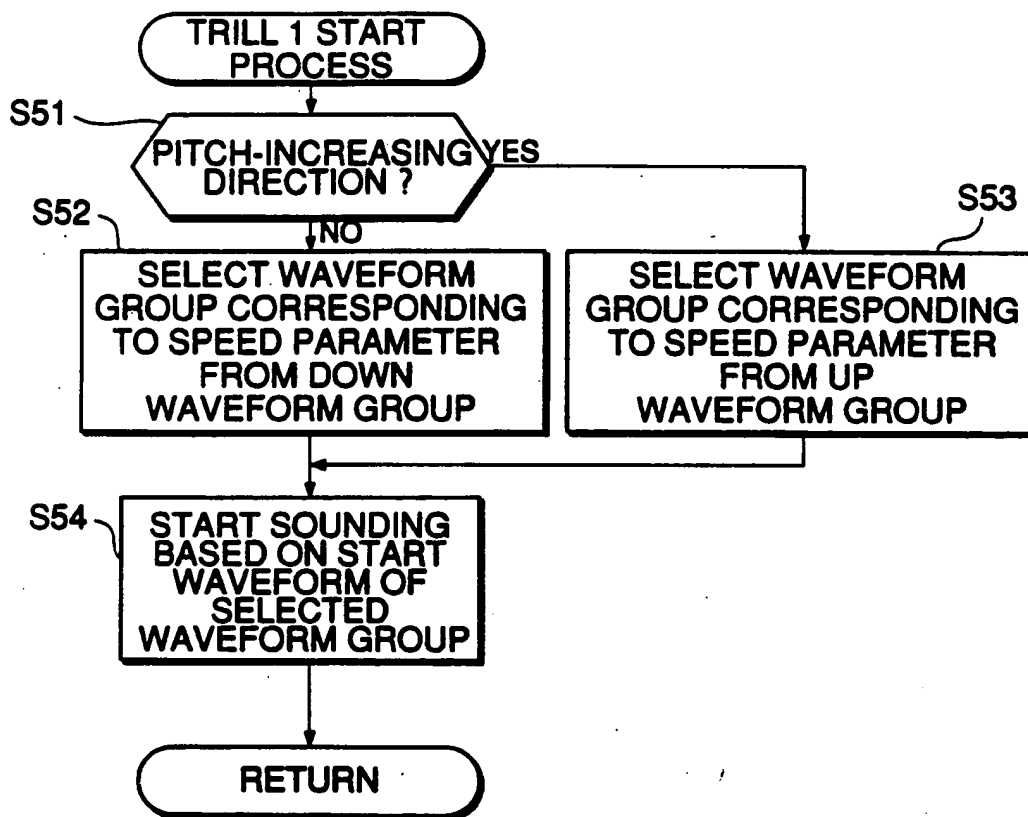 TRILL 1 START
PROCESS
S51
PITCH-INCREASING
DIRECTION ?
YES
NO
S52
SELECT WAVEFORM
GROUP CORRESPONDING
TO SPEED PARAMETER
FROM DOWN
WAVEFORM GROUP
S53
SELECT WAVEFORM
GROUP CORRESPONDING
TO SPEED PARAMETER
FROM UP
WAVEFORM GROUP
S54
START SOUNDING
BASED ON START
WAVEFORM OF
SELECTED
WAVEFORM GROUP
RETURN